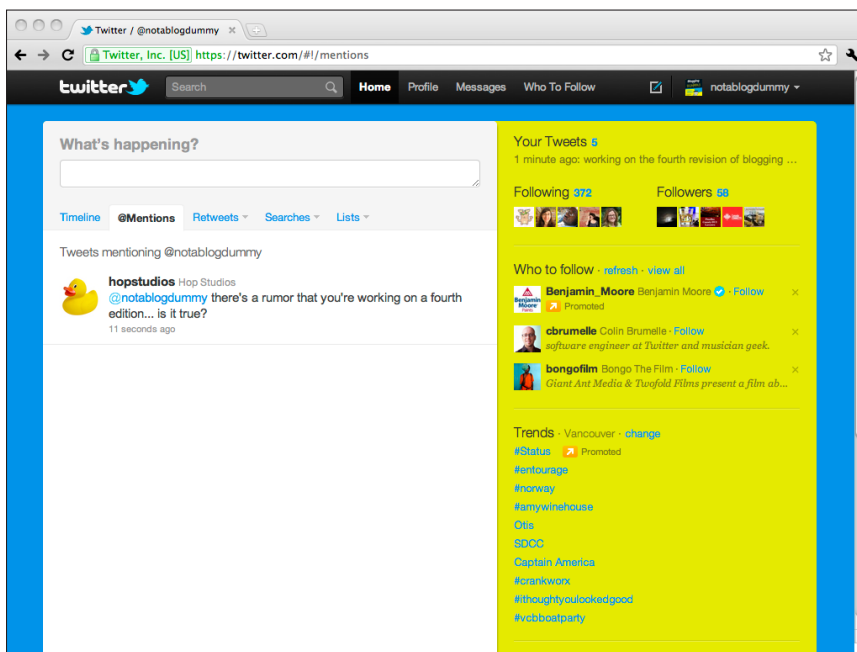 Twitter / @notablogdummy
Twitter, Inc. [US] https://twitter.com/#!/mentions
twitter Search Home Profile Messages Who To Follow notablogdummy
What's happening?
Timeline @Mentions Retweets Searches Lists
Tweets mentioning @notablogdummy
hopstudios Hop Studios
@notablogdummy there's a rumor that you're working on a fourth
edition... is it true?
11 seconds ago
Your Tweets 5
1 minute ago: working on the fourth revision of blogging ...
Following 372 Followers 58
Who to follow · refresh · view all
Benjamin Moore Paints
Benjamin_Moore Benjamin Moore · Follow
Promoted
cbrumelle Colin Brumelle · Follow
software engineer at Twitter and musician geek.
bongofilm Bongo The Film · Follow
Giant Ant Media & Twofold Films present a film ab...
Trends · Vancouver · change
#Status Promoted
#entourage
#norway
#amywinehouse
Otis
SDCC
Captain America
#crankworx
#ithoughtyoulookedgood
#vcbboatparty